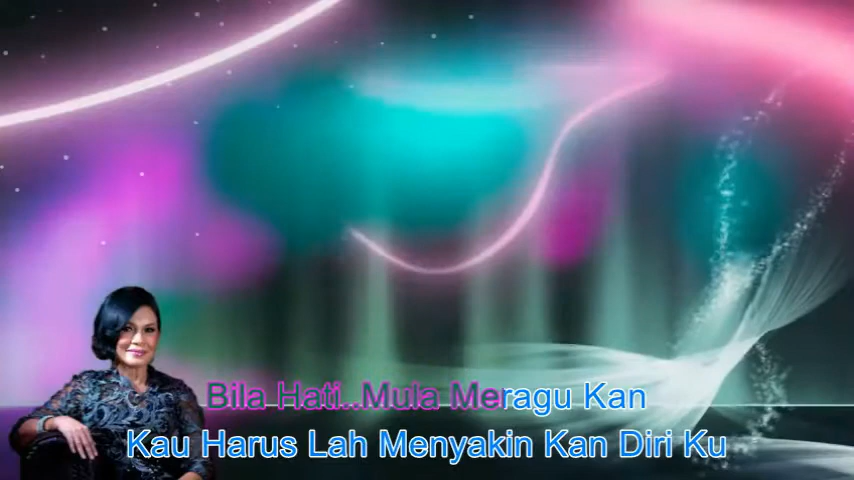 Bila Hati..Mula Meragu Kan
Kau Harus Lah Menyakin Kan Diri Ku